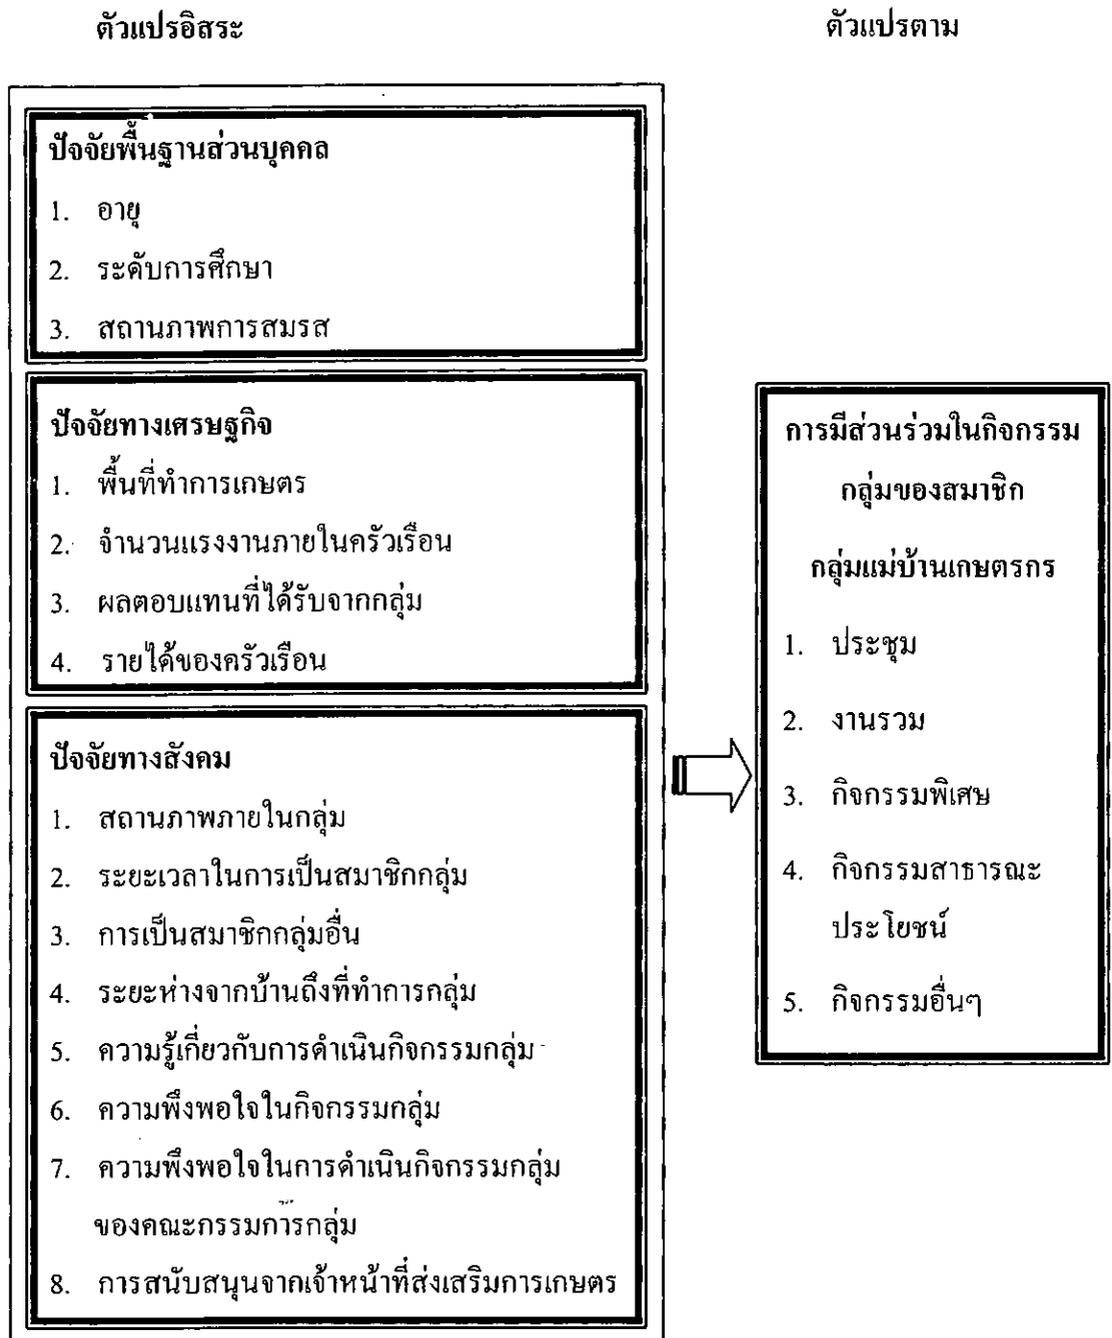 ตัวแปรอิสระ
ตัวแปรตาม
ปัจจัยพื้นฐานส่วนบุคคล
1. อายุ
2. ระดับการศึกษา
3. สถานภาพการสมรส
ปัจจัยทางเศรษฐกิจ
1. พื้นที่ทำการเกษตร
2. จำนวนแรงงานภายในครัวเรือน
3. ผลตอบแทนที่ได้รับจากกลุ่ม
4. รายได้ของครัวเรือน
ปัจจัยทางสังคม
1. สถานภาพภายในกลุ่ม
2. ระยะเวลาในการเป็นสมาชิกกลุ่ม
3. การเป็นสมาชิกกลุ่มอื่น
4. ระยะห่างจากบ้านถึงที่ทำการกลุ่ม
5. ความรู้เกี่ยวกับการดำเนินกิจกรรมกลุ่ม
6. ความพึงพอใจในกิจกรรมกลุ่ม
7. ความพึงพอใจในการดำเนินกิจกรรมกลุ่ม
ของคณะกรรมการกลุ่ม
8. การสนับสนุนจากเจ้าหน้าที่ส่งเสริมการเกษตร
การมีส่วนร่วมในกิจกรรม
กลุ่มของสมาชิก
กลุ่มแม่บ้านเกษตรกร
1. ประชุม
2. งานรวม
3. กิจกรรมพิเศษ
4. กิจกรรมสาธารณะ
ประโยชน์
5. กิจกรรมอื่นๆ